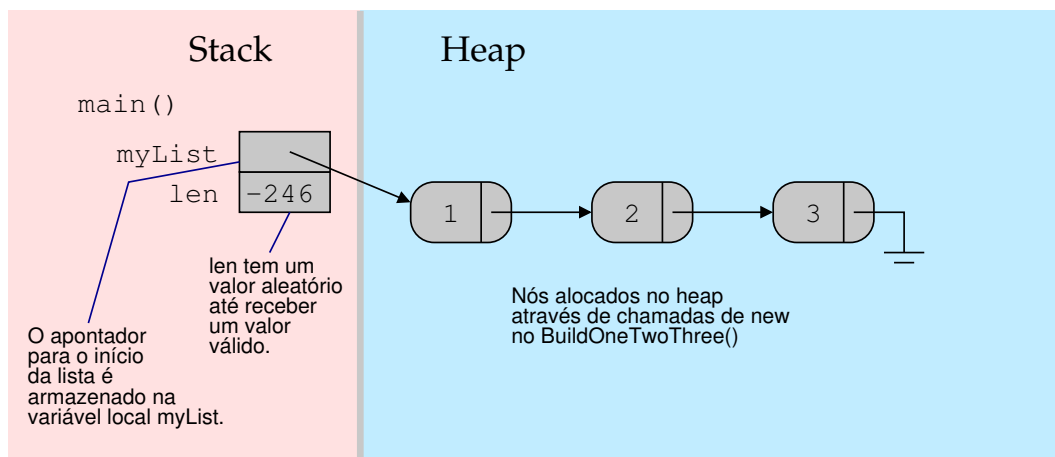 Stack
Heap
main()
myList
len
-246
1
2
3
len tem um
valor aleatório
até receber
um valor
válido.
Nós alocados no heap
através de chamadas de new
no BuildOneTwoThree()
O apontador
para o início
da lista é
armazenado na
variável local myList.